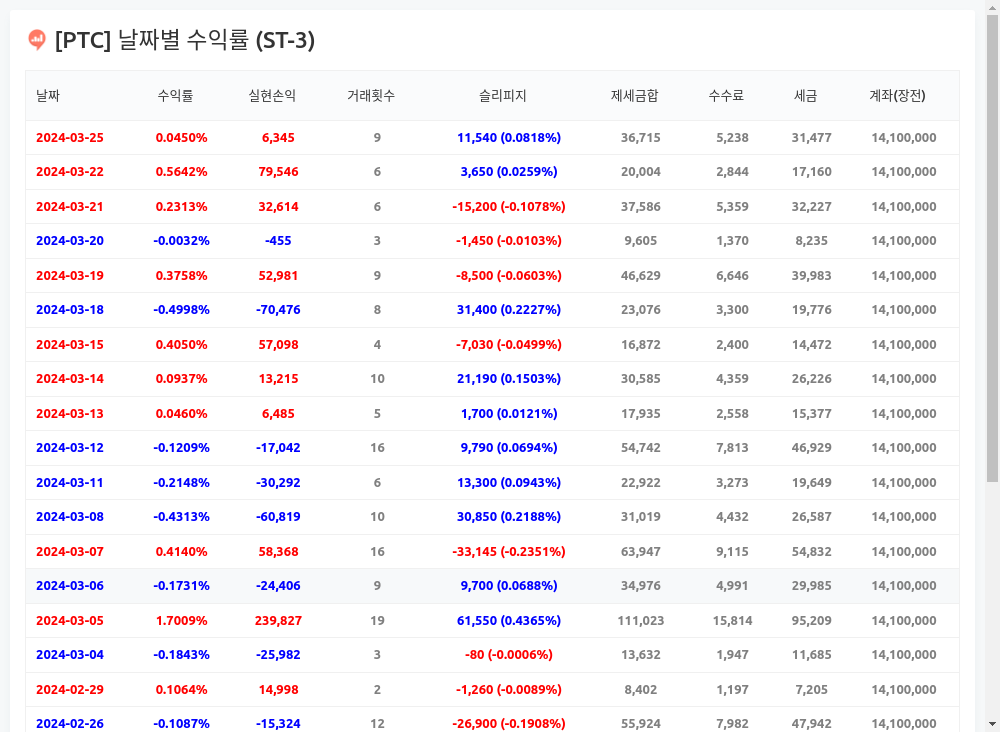 [PTC] 날짜별 수익률 (ST-3)
날짜 수익률 실현손익 거래횟수 슬리피지 제세금합 수수료 세금 계좌(장전)
2024-03-25 0.0450% 6,345 9 11,540 (0.0818%) 36,715 5,238 31,477 14,100,000
2024-03-22 0.5642% 79,546 6 3,650 (0.0259%) 20,004 2,844 17,160 14,100,000
2024-03-21 0.2313% 32,614 6 -15,200 (-0.1078%) 37,586 5,359 32,227 14,100,000
2024-03-20 -0.0032% -455 3 -1,450 (-0.0103%) 9,605 1,370 8,235 14,100,000
2024-03-19 0.3758% 52,981 9 -8,500 (-0.0603%) 46,629 6,646 39,983 14,100,000
2024-03-18 -0.4998% -70,476 8 31,400 (0.2227%) 23,076 3,300 19,776 14,100,000
2024-03-15 0.4050% 57,098 4 -7,030 (-0.0499%) 16,872 2,400 14,472 14,100,000
2024-03-14 0.0937% 13,215 10 21,190 (0.1503%) 30,585 4,359 26,226 14,100,000
2024-03-13 0.0460% 6,485 5 1,700 (0.0121%) 17,935 2,558 15,377 14,100,000
2024-03-12 -0.1209% -17,042 16 9,790 (0.0694%) 54,742 7,813 46,929 14,100,000
2024-03-11 -0.2148% -30,292 6 13,300 (0.0943%) 22,922 3,273 19,649 14,100,000
2024-03-08 -0.4313% -60,819 10 30,850 (0.2188%) 31,019 4,432 26,587 14,100,000
2024-03-07 0.4140% 58,368 16 -33,145 (-0.2351%) 63,947 9,115 54,832 14,100,000
2024-03-06 -0.1731% -24,406 9 9,700 (0.0688%) 34,976 4,991 29,985 14,100,000
2024-03-05 1.7009% 239,827 19 61,550 (0.4365%) 111,023 15,814 95,209 14,100,000
2024-03-04 -0.1843% -25,982 3 -80 (-0.0006%) 13,632 1,947 11,685 14,100,000
2024-02-29 0.1064% 14,998 2 -1,260 (-0.0089%) 8,402 1,197 7,205 14,100,000
2024-02-26 -0.1087% -15,324 12 -26,900 (-0.1908%) 55,924 7,982 47,942 14,100,000